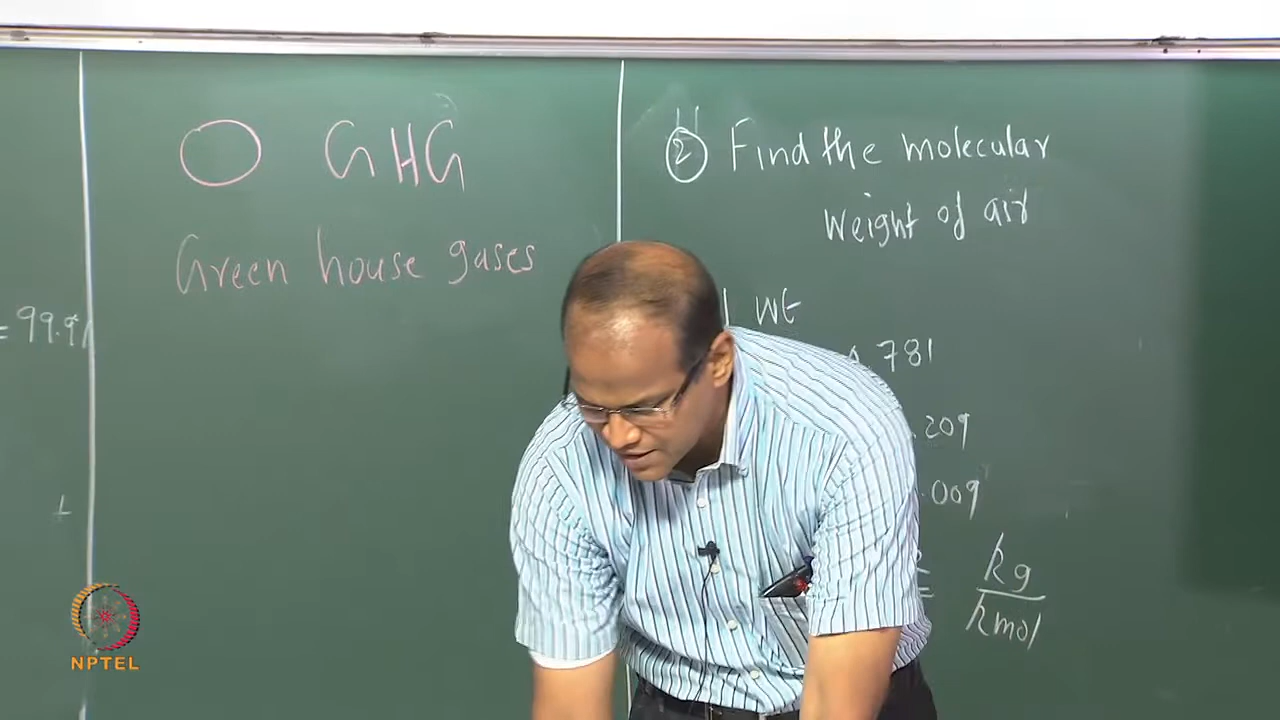 = 99.9%
+
GHG
Green house gases
2 Find the molecular
weight of air
Wt
.781
.209
.009
kg
kmol
NPTEL